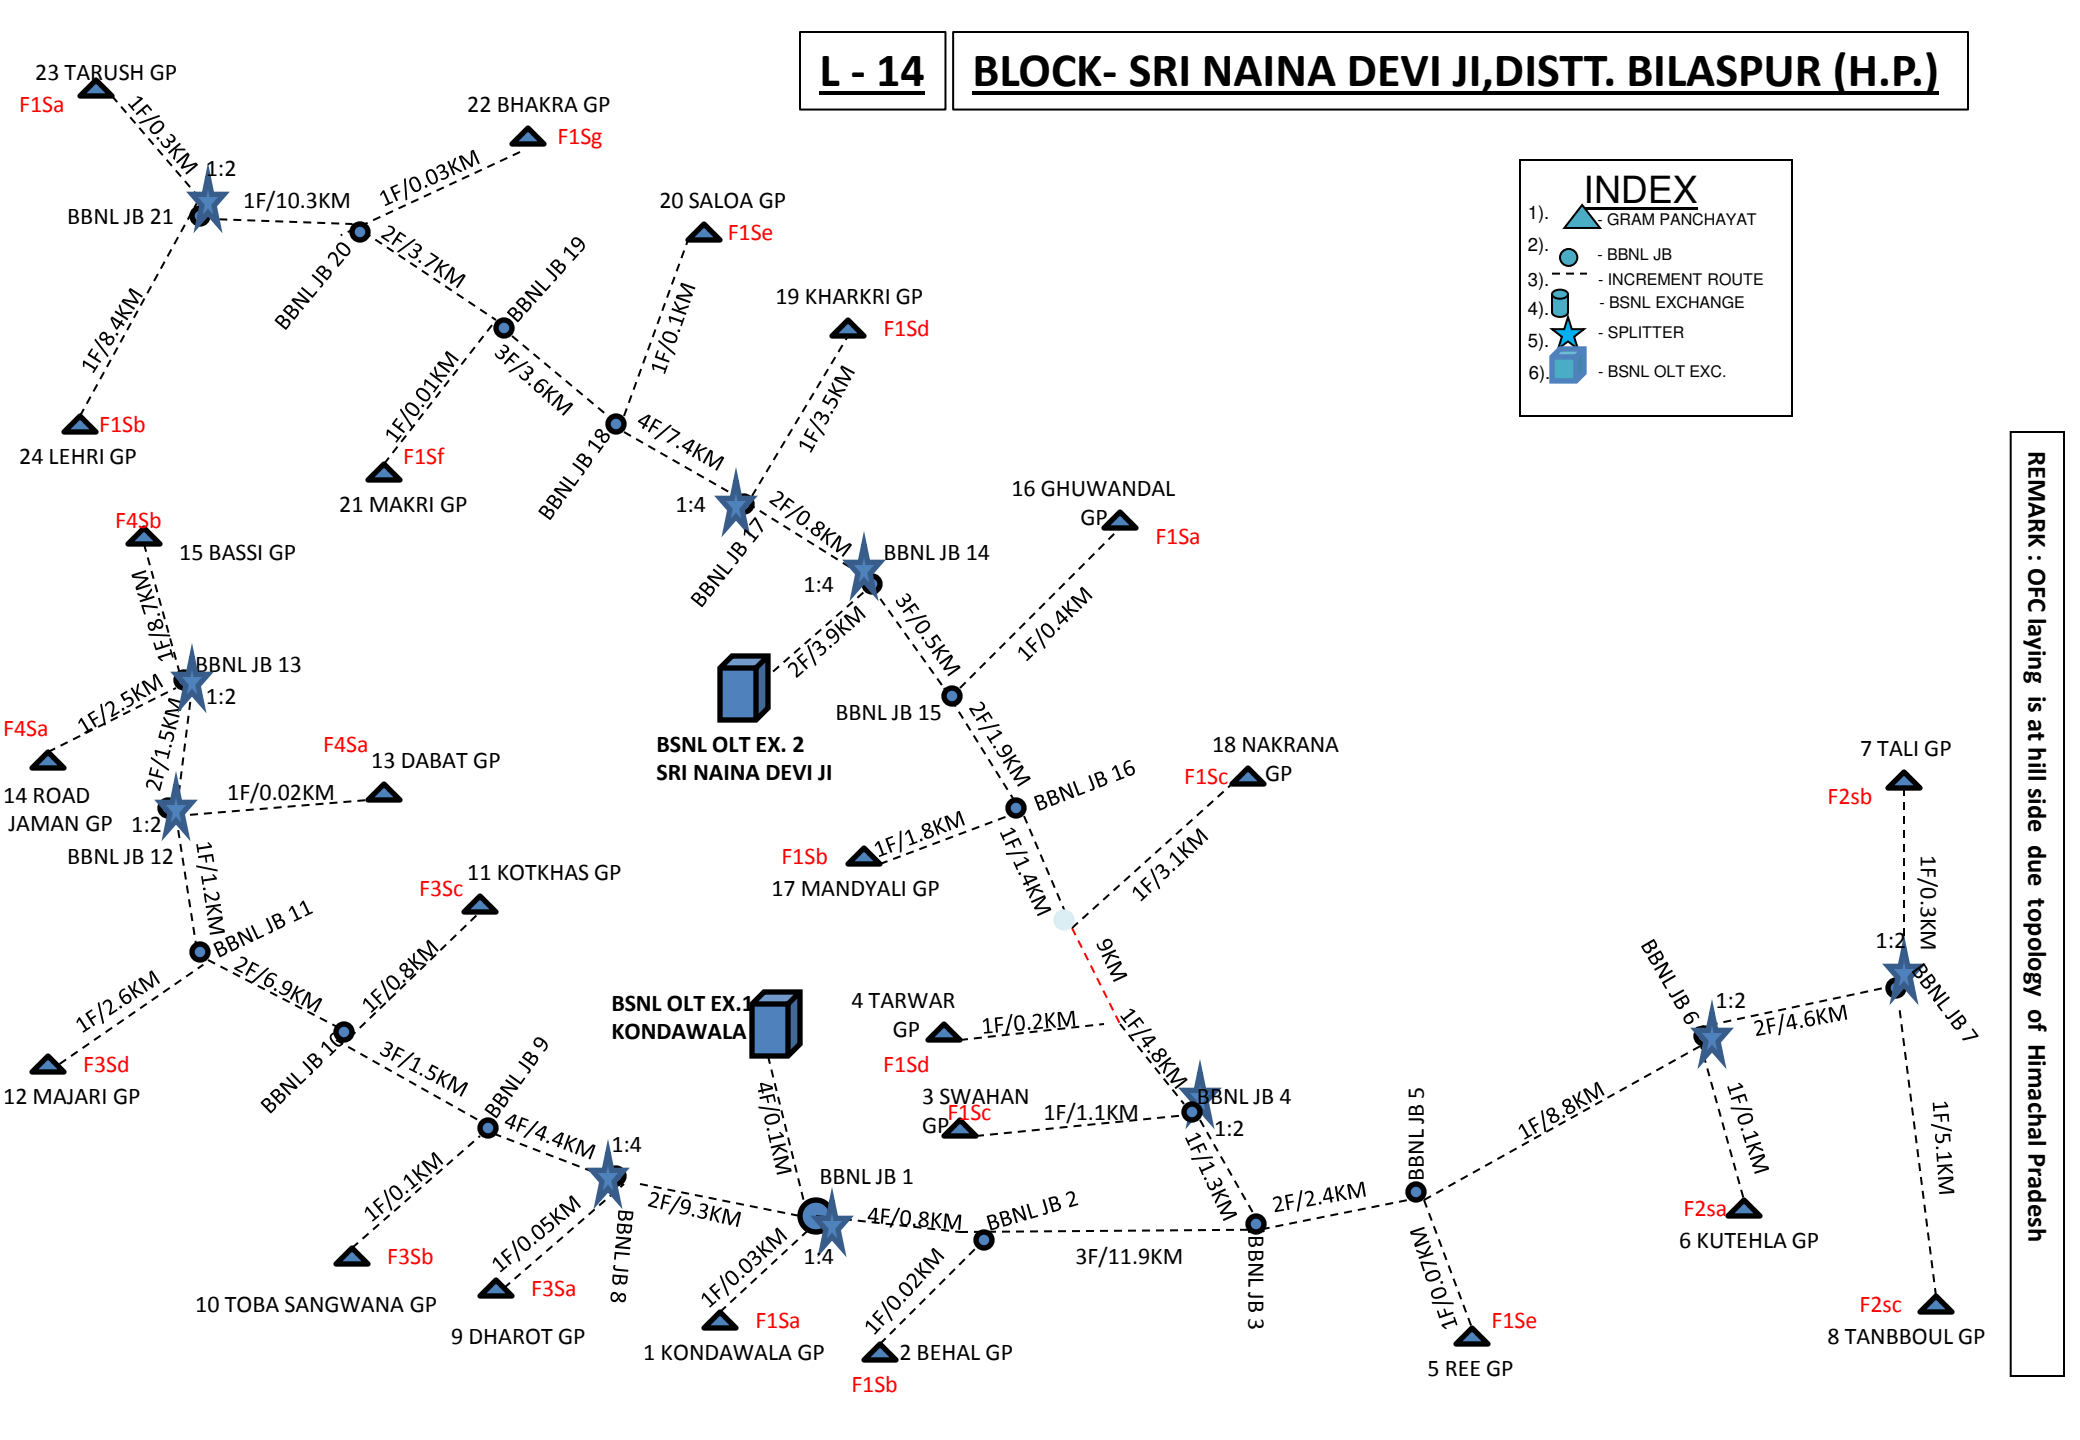 L - 14
BLOCK- SRI NAINA DEVI JI,DISTT. BILASPUR (H.P.)
23 TARUSH GP
F1Sa
1F/0.3KM
1:2
BBNL JB 21
1F/10.3KM
22 BHAKRA GP
F1Sg
1F/0.03KM
BBNL JB 20
2F/3.7KM
BBNL JB 19
1F/8.4KM
F1Sb
24 LEHRI GP
1F/0.01KM
F1Sf
21 MAKRI GP
3F/3.6KM
20 SALOA GP
F1Se
1F/0.1KM
BBNL JB 18
4F/7.4KM
19 KHARKRI GP
F1Sd
1F/3.5KM
1:4
BBNL JB 17
2F/0.8KM
BBNL JB 14
1:4
2F/3.9KM
BSNL OLT EX. 2
SRI NAINA DEVI JI
3F/0.5KM
16 GHUWANDAL
GP
F1Sa
1F/0.4KM
BBNL JB 15
2F/1.9KM
BBNL JB 16
1F/1.8KM
F1Sb
17 MANDYALI GP
1F/1.4KM
18 NAKRANA
GP
F1Sc
1F/3.1KM
9KM
INDEX
1). - GRAM PANCHAYAT
2). - BBNL JB
3). - INCREMENT ROUTE
4). - BSNL EXCHANGE
5). - SPLITTER
6). - BSNL OLT EXC.
REMARK : OFC laying is at hill side due topology of Himachal Pradesh
F4Sb
15 BASSI GP
1F/8.7KM
BBNL JB 13
1:2
1F/2.5KM
F4Sa
14 ROAD
JAMAN GP
2F/1.5KM
F4Sa
13 DABAT GP
1F/0.02KM
1:2
BBNL JB 12
1F/1.2KM
BBNL JB 11
11 KOTKHAS GP
F3Sc
1F/0.8KM
2F/6.9KM
1F/2.6KM
F3Sd
12 MAJARI GP
BBNL JB 10
3F/1.5KM
BBNL JB 9
4F/4.4KM
1F/0.1KM
F3Sb
10 TOBA SANGWANA GP
1:4
1F/0.05KM
F3Sa
9 DHAROT GP
BBNL JB 8
2F/9.3KM
BSNL OLT EX.1
KONDAWALA
4F/0.1KM
BBNL JB 1
1:4
1F/0.03KM
F1Sa
1 KONDAWALA GP
4F/0.8KM
BBNL JB 2
1F/0.02KM
2 BEHAL GP
F1Sb
3F/11.9KM
4 TARWAR
GP
F1Sd
1F/0.2KM
1F/4.8KM
3 SWAHAN
GP
F1Sc
1F/1.1KM
BBNL JB 4
1:2
1F/1.3KM
BBNL JB 3
2F/2.4KM
BBNL JB 5
1F/0.07KM
F1Se
5 REE GP
1F/8.8KM
BBNL JB 6
1:2
1F/0.1KM
F2sa
6 KUTEHLA GP
2F/4.6KM
7 TALI GP
F2sb
1F/0.3KM
1:2
BBNL JB 7
1F/5.1KM
F2sc
8 TANBBOUL GP